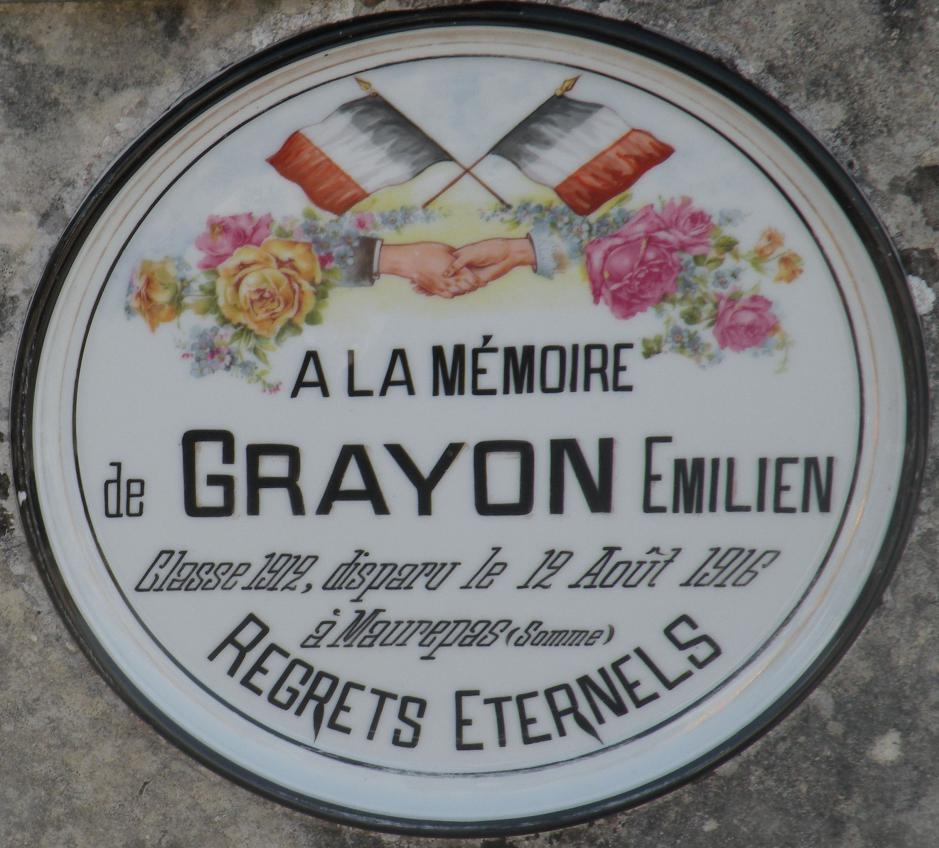 A LA MÉMOIRE
de GRAYON EMILIEN
Classe 1912, disparu le 12 Août 1916
à Maurepas (Somme)
REGRETS ETERNELS